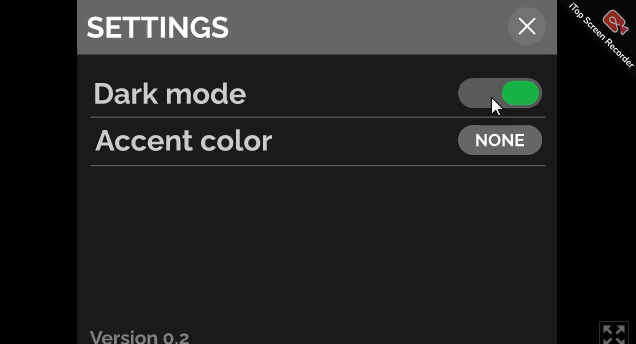 SETTINGS
iTop Screen Recorder
Dark mode
Accent color
NONE
Version 0.2